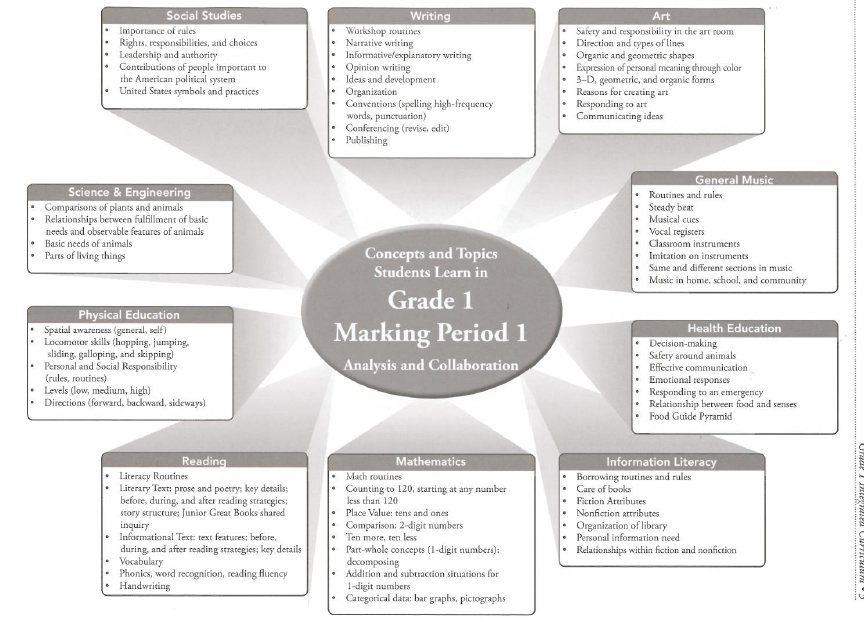 Social Studies
• Importance of rules
• Rights, responsibilities, and choices
• Leadership and authority
• Contributions of people important to
the American political system
• United States symbols and practices
Writing
• Workshop routines
• Narrative writing
• Informative/explanatory writing
• Opinion writing
• Ideas and development
• Organization
• Conventions (spelling high-frequency
words, punctuation)
• Conferencing (revise, edit)
• Publishing
Art
• Safety and responsibility in the art room
• Direction and types of lines
• Organic and geometric shapes
• Expression of personal meaning through color
• 3–D, geometric, and organic forms
• Reasons for creating art
• Responding to art
• Communicating ideas
Science & Engineering
• Comparisons of plants and animals
• Relationships between fulfillment of basic
needs and observable features of animals
• Basic needs of animals
• Parts of living things
General Music
• Routines and rules
• Steady beat
• Musical cues
• Vocal registers
• Classroom instruments
• Imitation on instruments
• Same and different sections in music
• Music in home, school, and community
Concepts and Topics
Students Learn in
Grade 1
Marking Period 1
Analysis and Collaboration
Physical Education
• Spatial awareness (general, self)
• Locomotor skills (hopping, jumping,
sliding, galloping, and skipping)
• Personal and Social Responsibility
(rules, routines)
• Levels (low, medium, high)
• Directions (forward, backward, sideways)
Health Education
• Decision-making
• Safety around animals
• Effective communication
• Emotional responses
• Responding to an emergency
• Relationship between food and senses
• Food Guide Pyramid
Reading
• Literacy Routines
• Literary Text: prose and poetry; key details;
before, during, and after reading strategies;
story structure; Junior Great Books shared
inquiry
• Informational Text: text features; before,
during, and after reading strategies; key details
• Vocabulary
• Phonics, word recognition, reading fluency
• Handwriting
Mathematics
• Math routines
• Counting to 120, starting at any number
less than 120
• Place Value: tens and ones
• Comparison: 2-digit numbers
• Ten more, ten less
• Part-whole concepts (1-digit numbers):
decomposing
• Addition and subtraction situations for
1-digit numbers
• Categorical data: bar graphs, pictographs
Information Literacy
• Borrowing routines and rules
• Care of books
• Fiction Attributes
• Nonfiction attributes
• Organization of library
• Personal information need
• Relationships within fiction and nonfiction